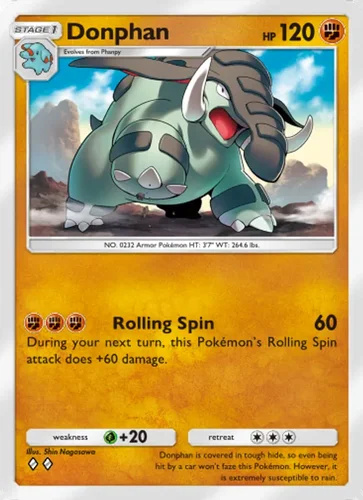 STAGE 1
Donphan
HP 120
Evolves from Phanpy
NO. 0232 Armor Pokémon HT: 3'7" WT: 264.6 lbs.
Rolling Spin 60
During your next turn, this Pokémon's Rolling Spin
attack does +60 damage.
weakness +20 retreat
Illus. Shin Nagasawa
Donphan is covered in tough hide, so even being
hit by a car won't faze this Pokémon. However, it
is extremely susceptible to rain.